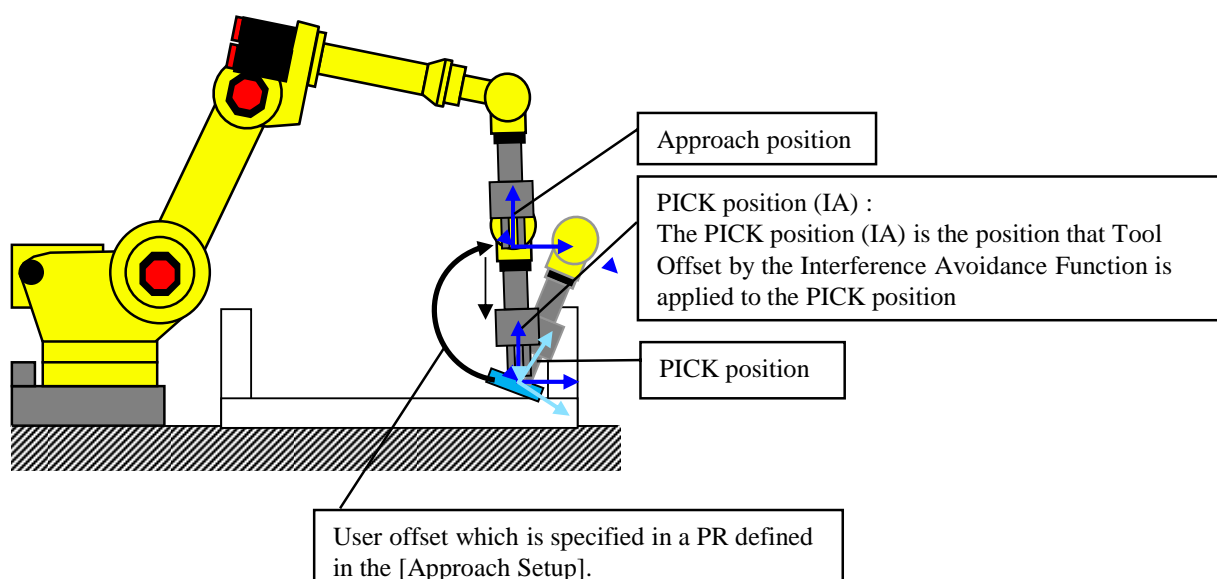 Approach position
PICK position (IA) :
The PICK position (IA) is the position that Tool
Offset by the Interference Avoidance Function is
applied to the PICK position
PICK position
User offset which is specified in a PR defined
in the [Approach Setup].